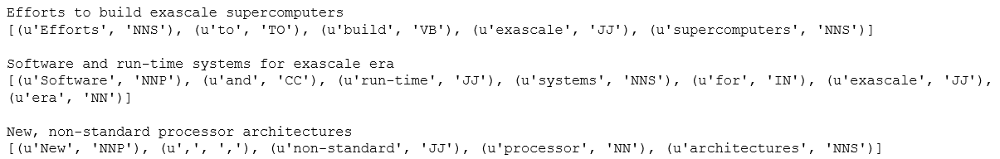 Efforts to build exascale supercomputers
[(u'Efforts', 'NNS'), (u'to', 'TO'), (u'build', 'VB'), (u'exascale', 'JJ'), (u'supercomputers', 'NNS')]
Software and run-time systems for exascale era
[(u'Software', 'NNP'), (u'and', 'CC'), (u'run-time', 'JJ'), (u'systems', 'NNS'), (u'for', 'IN'), (u'exascale', 'JJ'),
(u'era', 'NN')]
New, non-standard processor architectures
[(u'New', 'NNP'), (u',', ','), (u'non-standard', 'JJ'), (u'processor', 'NN'), (u'architectures', 'NNS')]